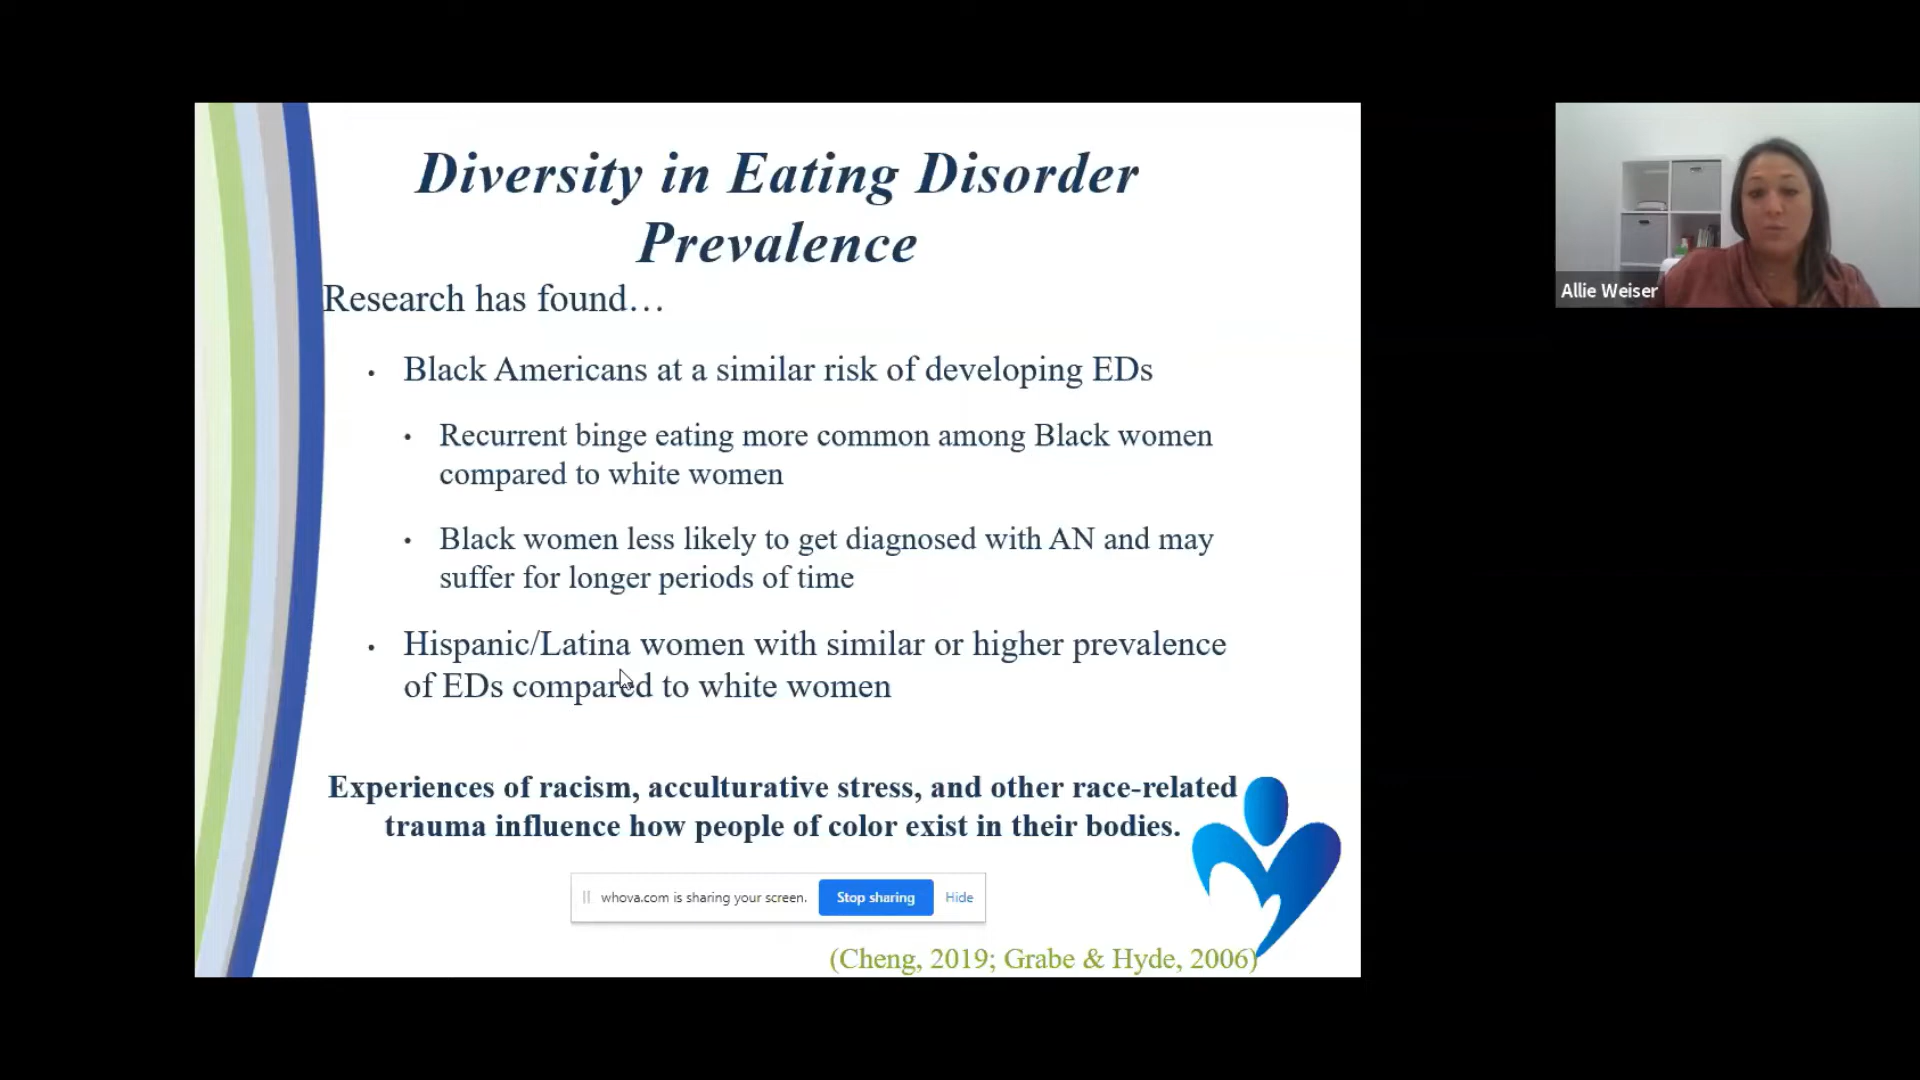 Diversity in Eating Disorder
Prevalence
Research has found…
• Black Americans at a similar risk of developing EDs
• Recurrent binge eating more common among Black women
compared to white women
• Black women less likely to get diagnosed with AN and may
suffer for longer periods of time
• Hispanic/Latina women with similar or higher prevalence
of EDs compared to white women
Experiences of racism, acculturative stress, and other race-related
trauma influence how people of color exist in their bodies.
whova.com is sharing your screen. Stop sharing Hide
(Cheng, 2019; Grabe & Hyde, 2006)
Allie Weiser